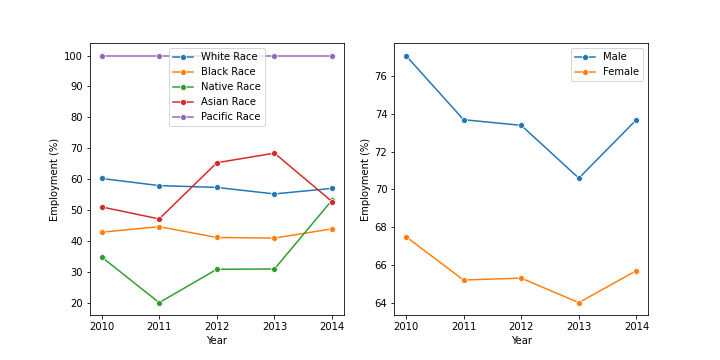 100
90
80
70
60
50
40
30
20
Employment (%)
2010 2011 2012 2013 2014
Year
White Race
Black Race
Native Race
Asian Race
Pacific Race
76
74
72
70
68
66
64
Employment (%)
2010 2011 2012 2013 2014
Year
Male
Female